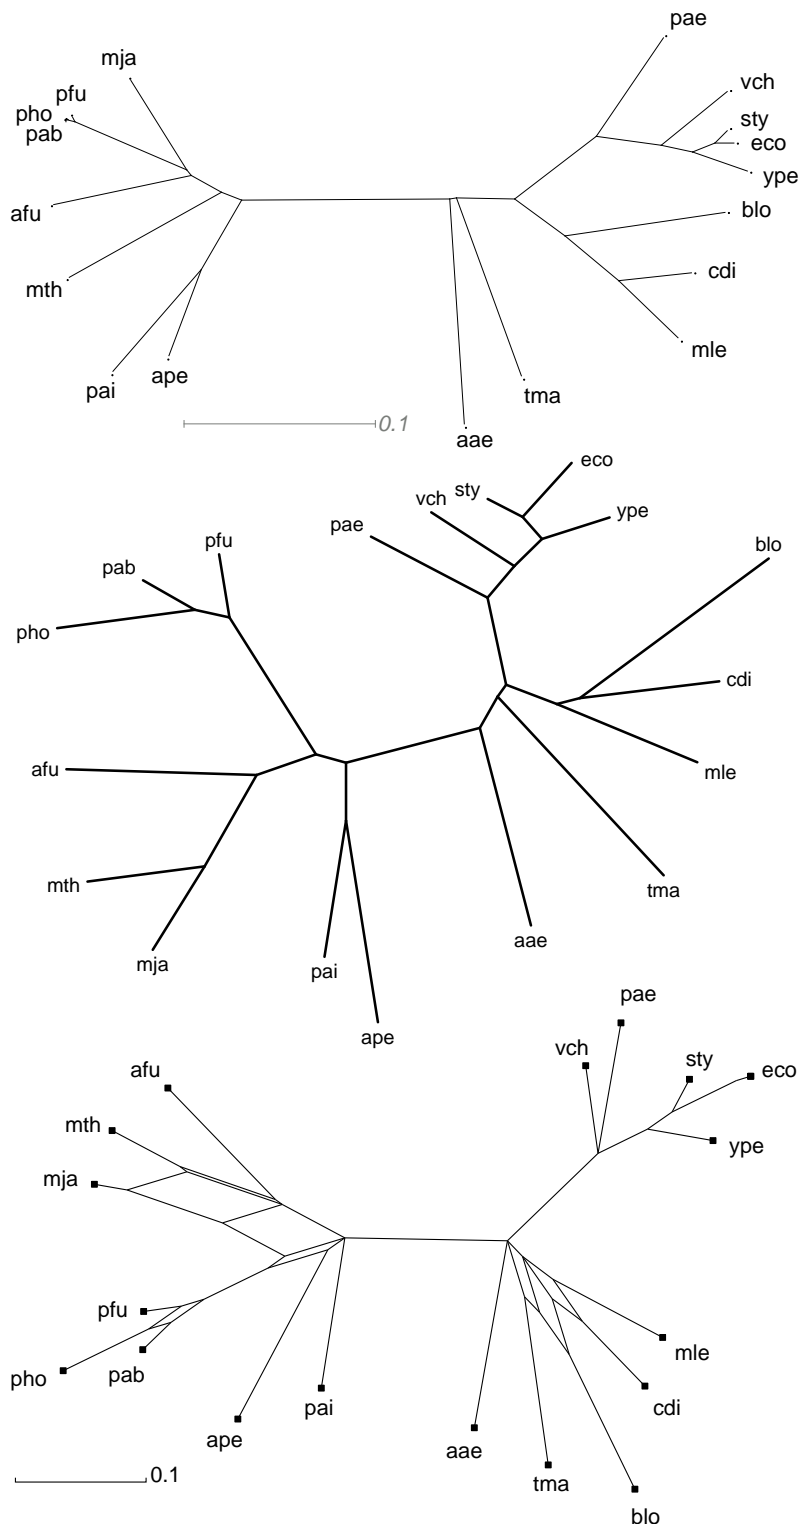 pae
mja
vch
pfu
pho
sty
pab
eco
ype
afu
blo
cdi
mth
mle
ape
pai
tma
0.1
aae
eco
sty
vch
ype
pae
pfu
blo
pab
pho
cdi
afu
mle
mth
tma
aae
mja
pai
ape
pae
vch
sty
afu
eco
mth
ype
mja
pfu
mle
pab
pho
pai
cdi
ape
aae
0.1
tma
blo